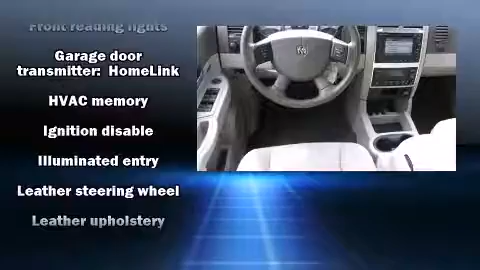 Front reading lights
Garage door
transmitter: HomeLink
HVAC memory
Ignition disable
Illuminated entry
Leather steering wheel
Leather upholstery